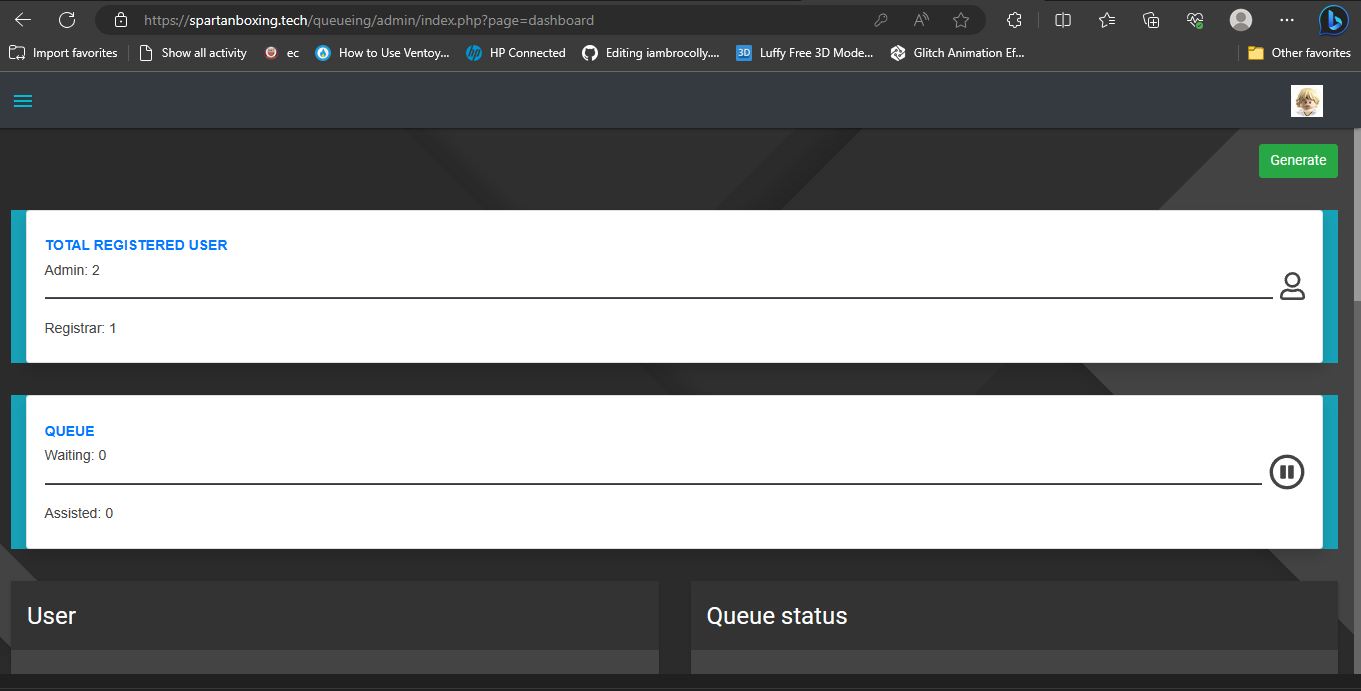 https://spartanboxing.tech/queueing/admin/index.php?page=dashboard
Import favorites Show all activity ec How to Use Ventoy... HP Connected Editing iambrocolly.... 3D Luffy Free 3D Mode... Glitch Animation Ef... Other favorites
Generate
TOTAL REGISTERED USER
Admin: 2
Registrar: 1
QUEUE
Waiting: 0
Assisted: 0
User Queue status